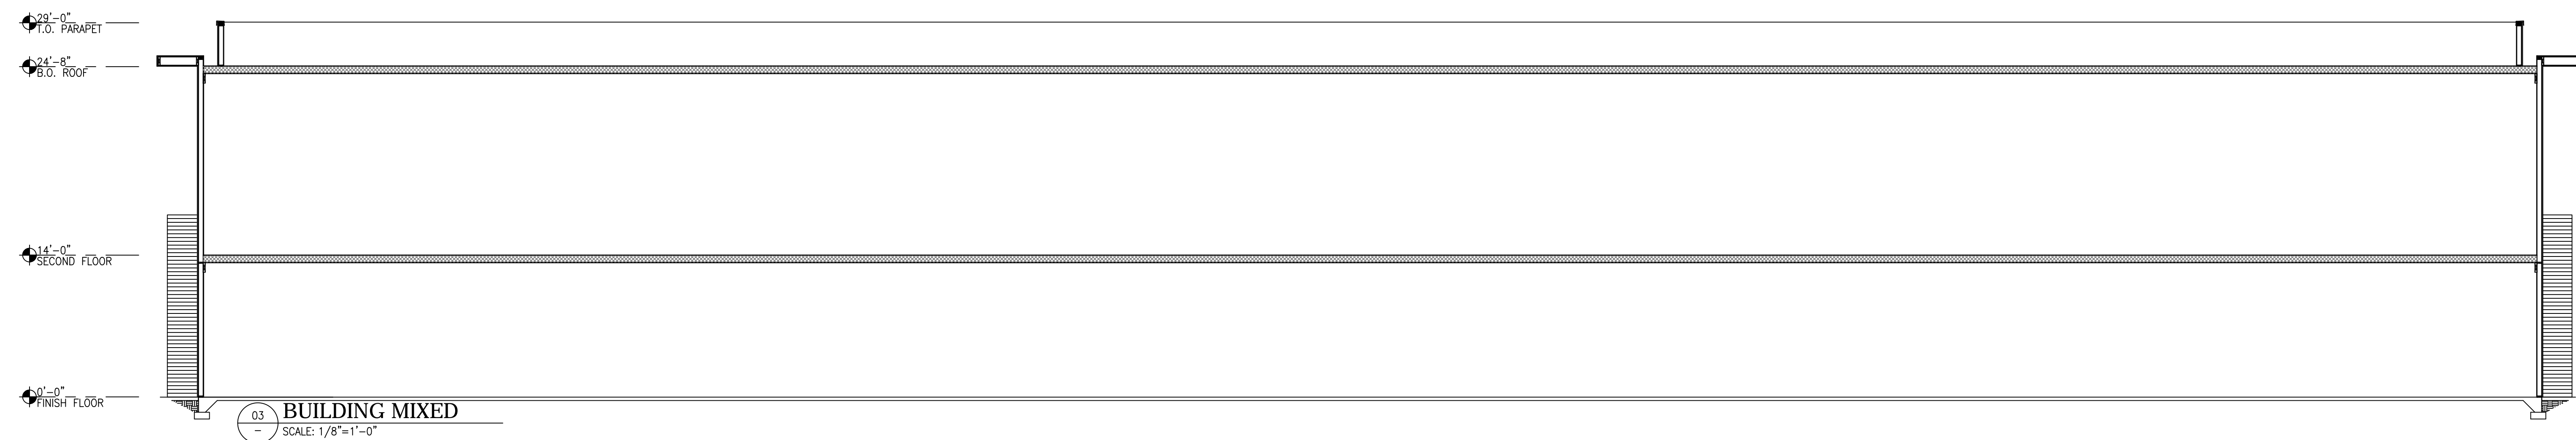 29'-0"
T.O. PARAPET
24'-8"
B.O. ROOF
14'-0"
SECOND FLOOR
0'-0"
FINISH FLOOR
03
-
BUILDING MIXED
SCALE: 1/8"=1'-0"